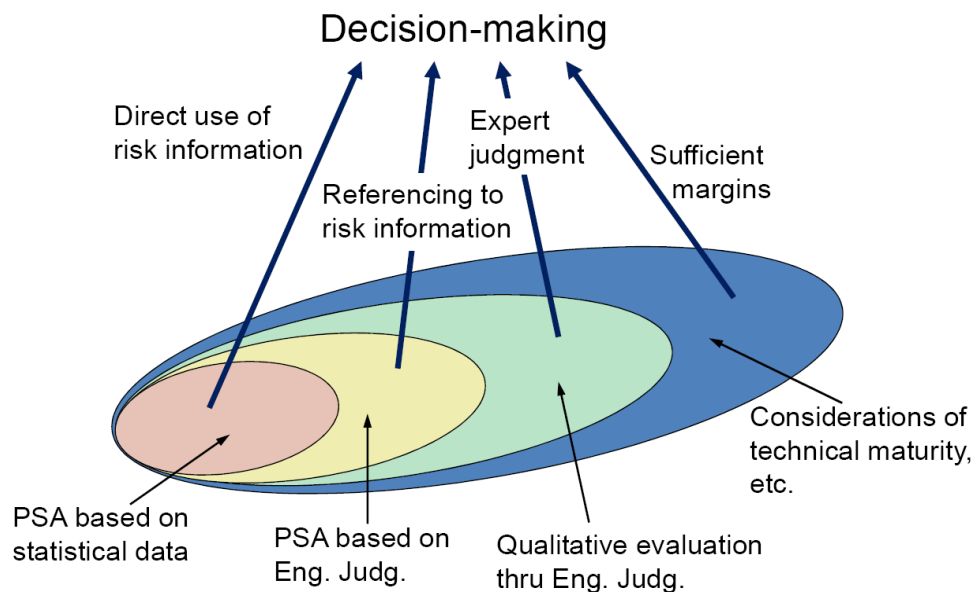 Decision-making
Direct use of
risk information
Expert
judgment
Sufficient
margins
Referencing to
risk information
Considerations of
technical maturity,
etc.
PSA based on
statistical data
PSA based on
Eng. Judg.
Qualitative evaluation
thru Eng. Judg.